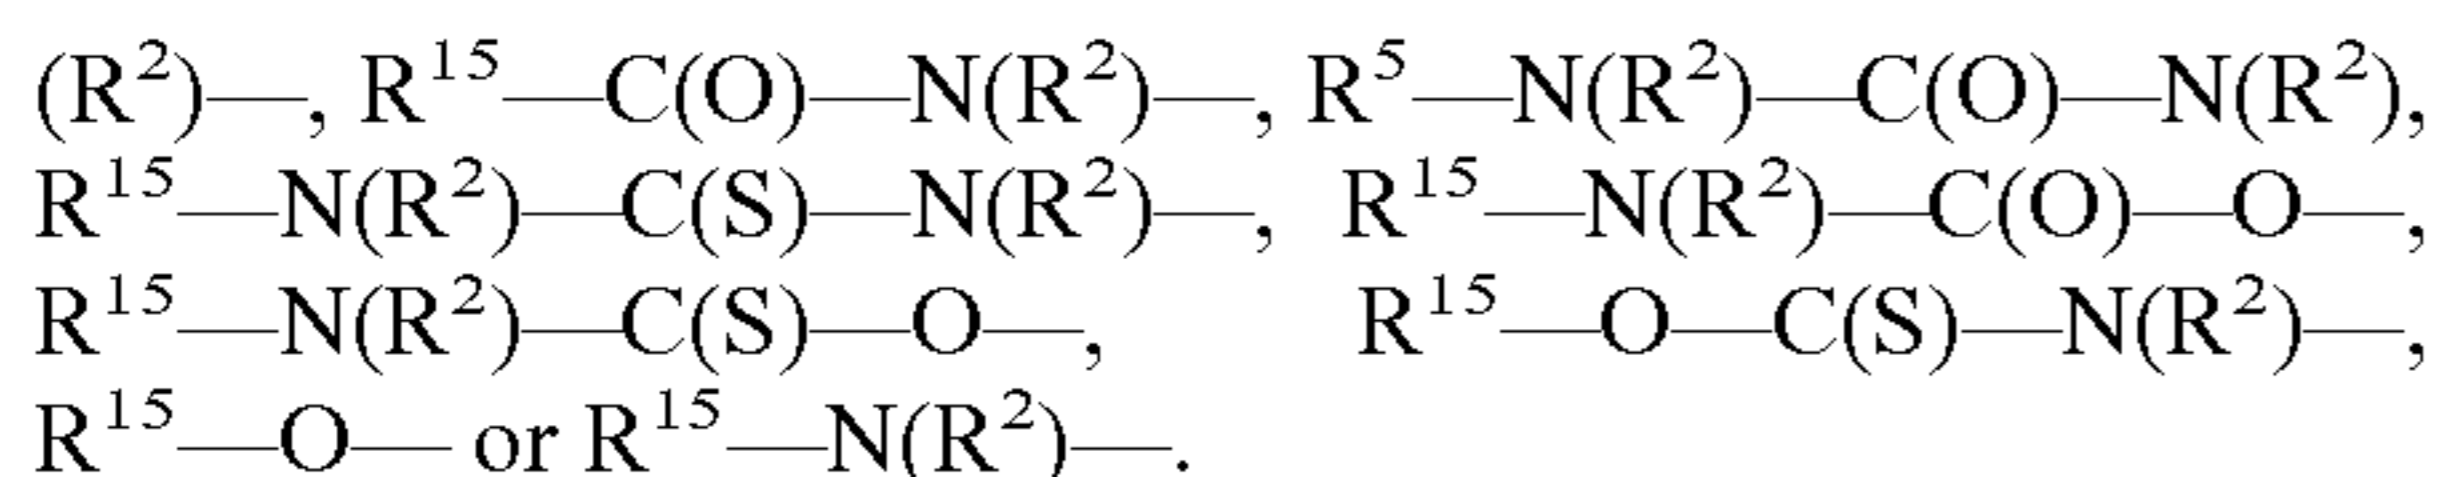 (R²)—, R¹⁵—C(O)—N(R²)—, R⁵—N(R²)—C(O)—N(R²),
R¹⁵—N(R²)—C(S)—N(R²)—, R¹⁵—N(R²)—C(O)—O—,
R¹⁵—N(R²)—C(S)—O—, R¹⁵—O—C(S)—N(R²)—,
R¹⁵—O— or R¹⁵—N(R²)—.